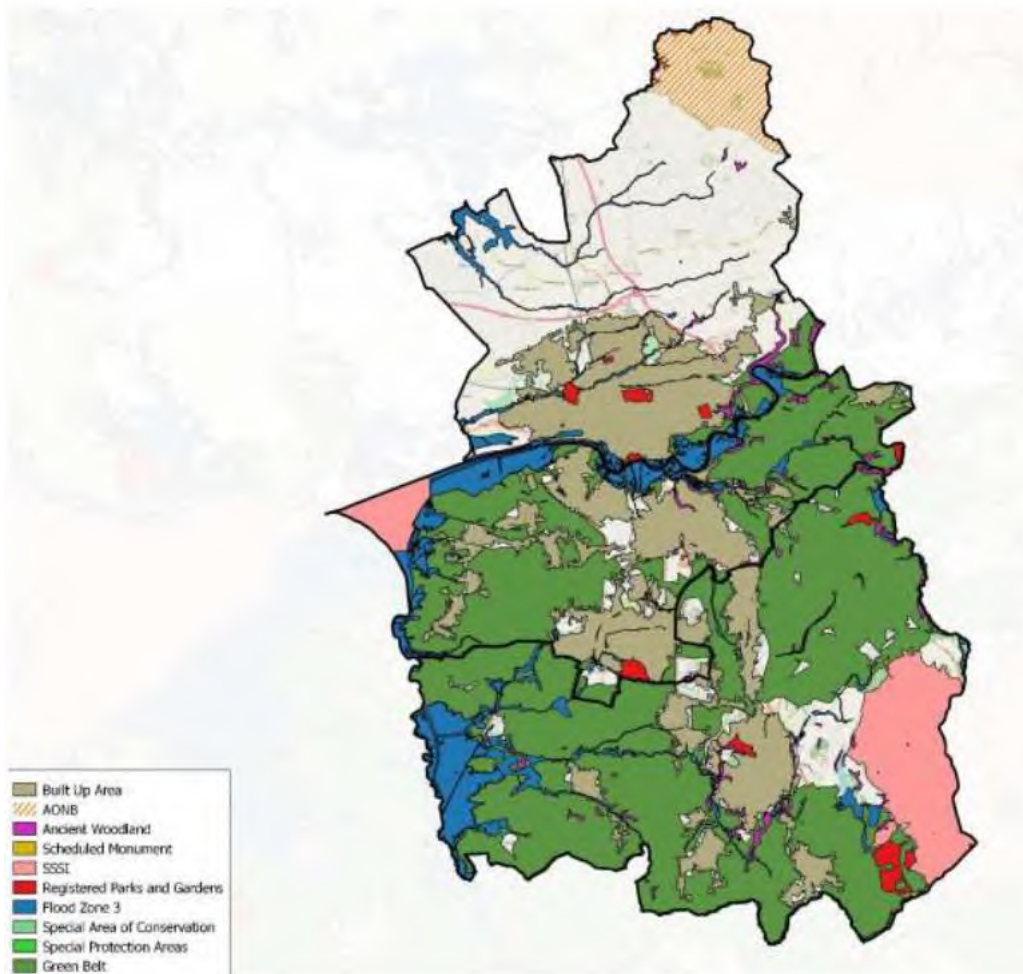 Built Up Area
AONB
Ancient Woodland
Scheduled Monument
SSSI
Registered Parks and Gardens
Flood Zone 3
Special Area of Conservation
Special Protection Areas
Green Belt